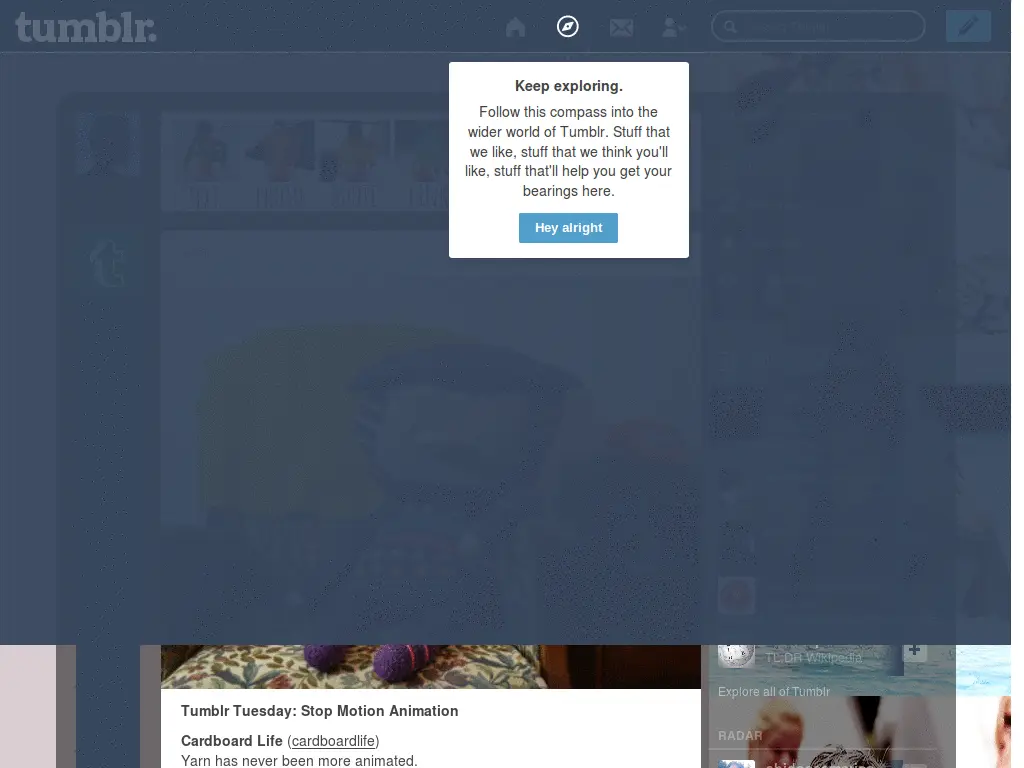 tumblr.
Keep exploring.
Follow this compass into the
wider world of Tumblr. Stuff that
we like, stuff that we think you'll
like, stuff that'll help you get your
bearings here.
Hey alright
TL;DR Wikipedia
Explore all of Tumblr
Tumblr Tuesday: Stop Motion Animation
RADAR
Cardboard Life (cardboardlife)
Yarn has never been more animated.